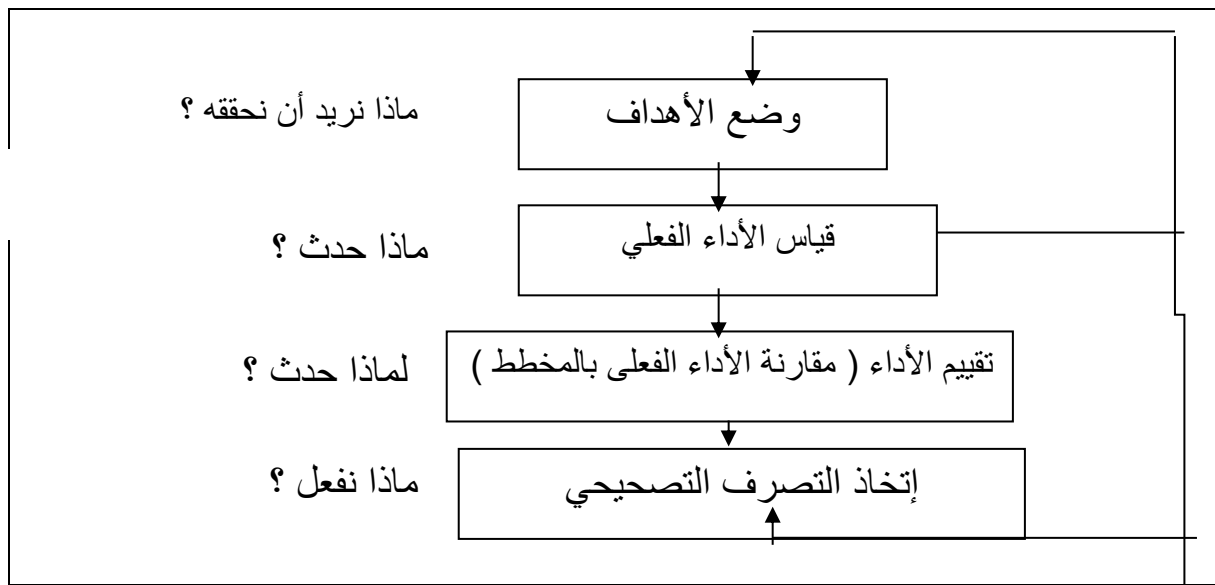 وضع الأهداف
ماذا نريد أن نحققه ؟
قياس الأداء الفعلي
ماذا حدث ؟
تقييم الأداء ( مقارنة الأداء الفعلى بالمخطط )
لماذا حدث ؟
إتخاذ التصرف التصحيحي
ماذا نفعل ؟